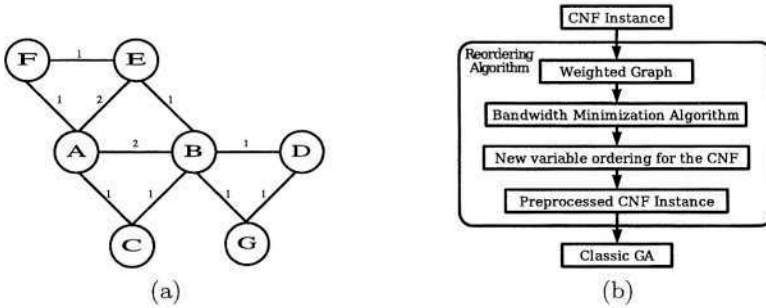 F 1 E
1 2 1
A 2 B 1 D
1 1 1 1
C G
(a)
CNF Instance
Reordering
Algorithm
Weighted Graph
Bandwidth Minimization Algorithm
New variable ordering for the CNF
Preprocessed CNF Instance
Classic GA
(b)